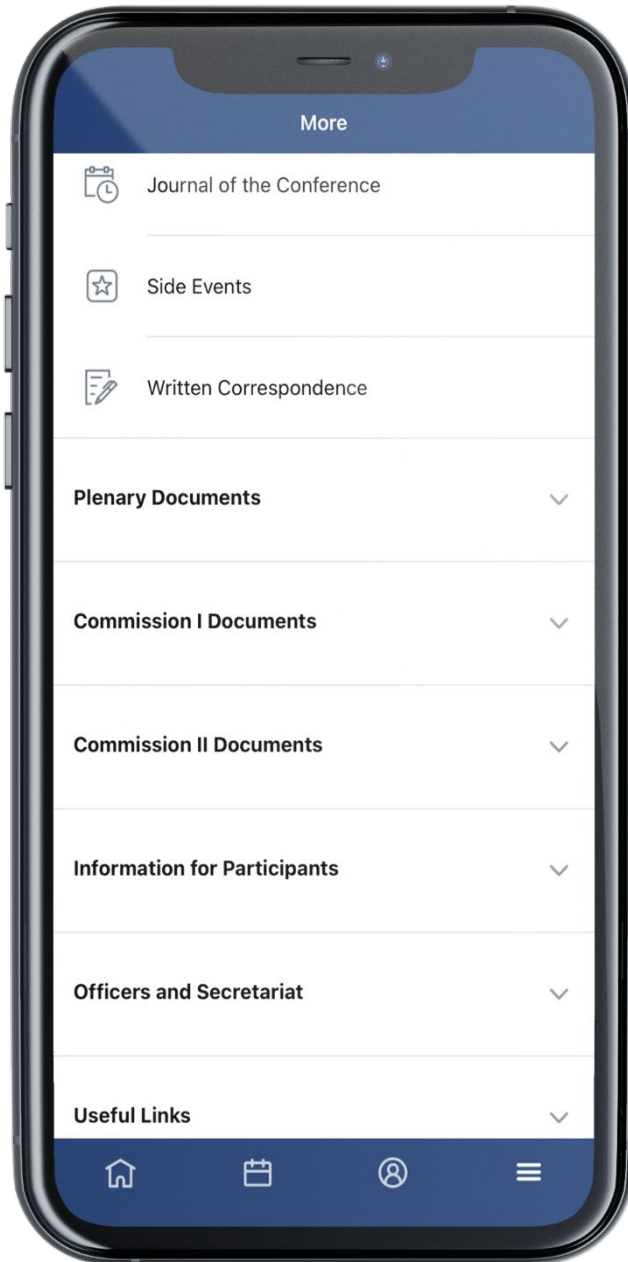 More
Journal of the Conference
Side Events
Written Correspondence
Plenary Documents
Commission I Documents
Commission II Documents
Information for Participants
Officers and Secretariat
Useful Links